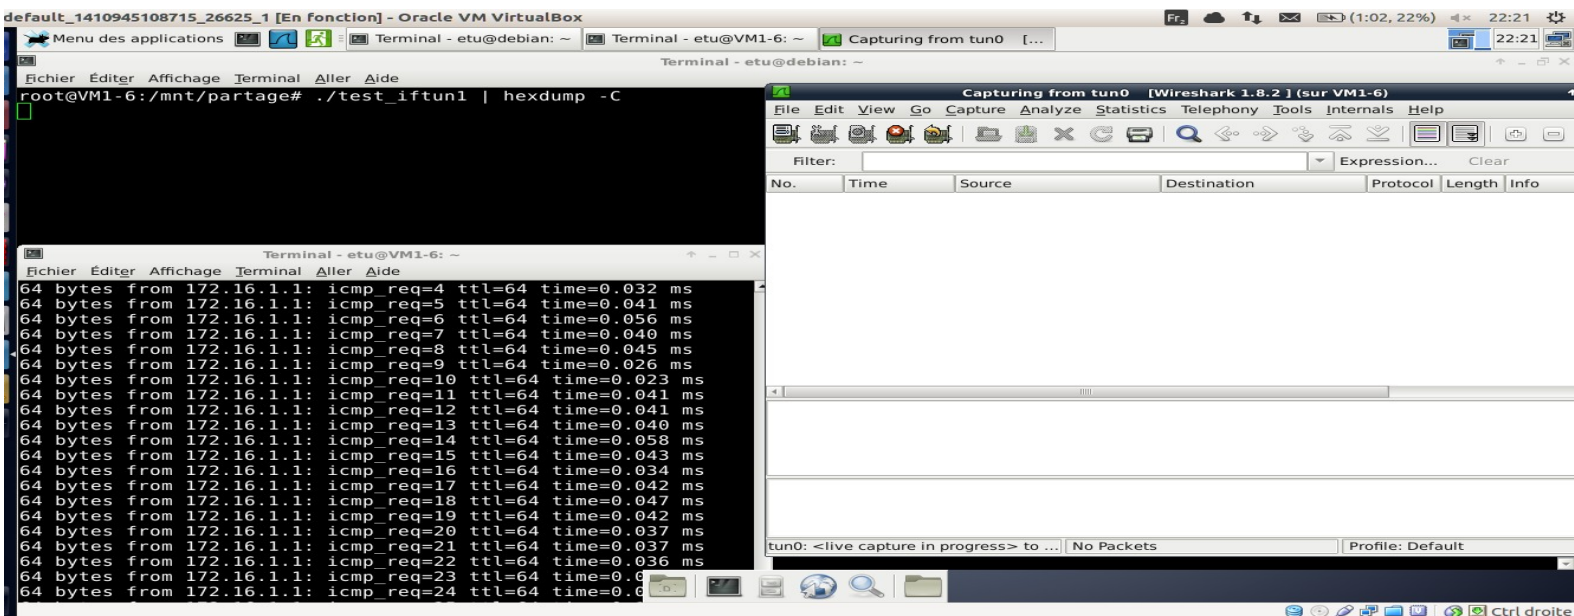 default_1410945108715_26625_1 [En fonction] - Oracle VM VirtualBox
Fr2 (1:02, 22%) 22:21
Menu des applications Terminal - etu@debian: ~ Terminal - etu@VM1-6: ~ Capturing from tun0 [... 22:21
Terminal - etu@debian: ~
Fichier Éditer Affichage Terminal Aller Aide
root@VM1-6:/mnt/partage# ./test_iftun1 | hexdump -C
Capturing from tun0 [Wireshark 1.8.2 ] (sur VM1-6)
File Edit View Go Capture Analyze Statistics Telephony Tools Internals Help
Filter: Expression... Clear
No. Time Source Destination Protocol Length Info
tun0: <live capture in progress> to ... No Packets Profile: Default
Terminal - etu@VM1-6: ~
Fichier Éditer Affichage Terminal Aller Aide
64 bytes from 172.16.1.1: icmp_req=4 ttl=64 time=0.032 ms
64 bytes from 172.16.1.1: icmp_req=5 ttl=64 time=0.041 ms
64 bytes from 172.16.1.1: icmp_req=6 ttl=64 time=0.056 ms
64 bytes from 172.16.1.1: icmp_req=7 ttl=64 time=0.040 ms
64 bytes from 172.16.1.1: icmp_req=8 ttl=64 time=0.045 ms
64 bytes from 172.16.1.1: icmp_req=9 ttl=64 time=0.026 ms
64 bytes from 172.16.1.1: icmp_req=10 ttl=64 time=0.023 ms
64 bytes from 172.16.1.1: icmp_req=11 ttl=64 time=0.041 ms
64 bytes from 172.16.1.1: icmp_req=12 ttl=64 time=0.041 ms
64 bytes from 172.16.1.1: icmp_req=13 ttl=64 time=0.040 ms
64 bytes from 172.16.1.1: icmp_req=14 ttl=64 time=0.058 ms
64 bytes from 172.16.1.1: icmp_req=15 ttl=64 time=0.043 ms
64 bytes from 172.16.1.1: icmp_req=16 ttl=64 time=0.034 ms
64 bytes from 172.16.1.1: icmp_req=17 ttl=64 time=0.042 ms
64 bytes from 172.16.1.1: icmp_req=18 ttl=64 time=0.047 ms
64 bytes from 172.16.1.1: icmp_req=19 ttl=64 time=0.042 ms
64 bytes from 172.16.1.1: icmp_req=20 ttl=64 time=0.037 ms
64 bytes from 172.16.1.1: icmp_req=21 ttl=64 time=0.037 ms
64 bytes from 172.16.1.1: icmp_req=22 ttl=64 time=0.036 ms
64 bytes from 172.16.1.1: icmp_req=23 ttl=64 time=0.0
64 bytes from 172.16.1.1: icmp_req=24 ttl=64 time=0.0
Ctrl droite